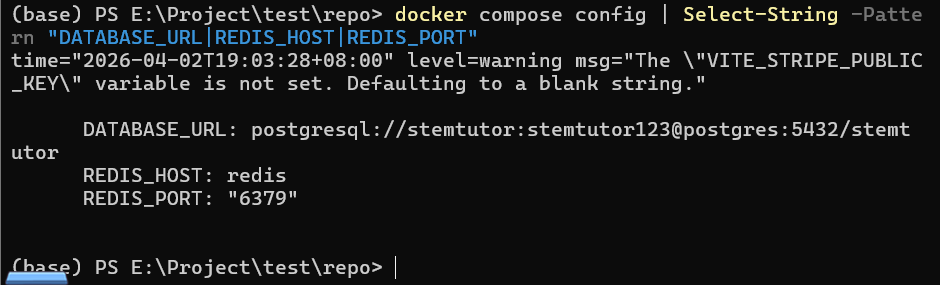 (base) PS E:\Project\test\repo> docker compose config | Select-String -Patte
rn "DATABASE_URL|REDIS_HOST|REDIS_PORT"
time="2026-04-02T19:03:28+08:00" level=warning msg="The \"VITE_STRIPE_PUBLIC
_KEY\" variable is not set. Defaulting to a blank string."
DATABASE_URL: postgresql://stemtutor:stemtutor123@postgres:5432/stemt
utor
REDIS_HOST: redis
REDIS_PORT: "6379"
(base) PS E:\Project\test\repo>